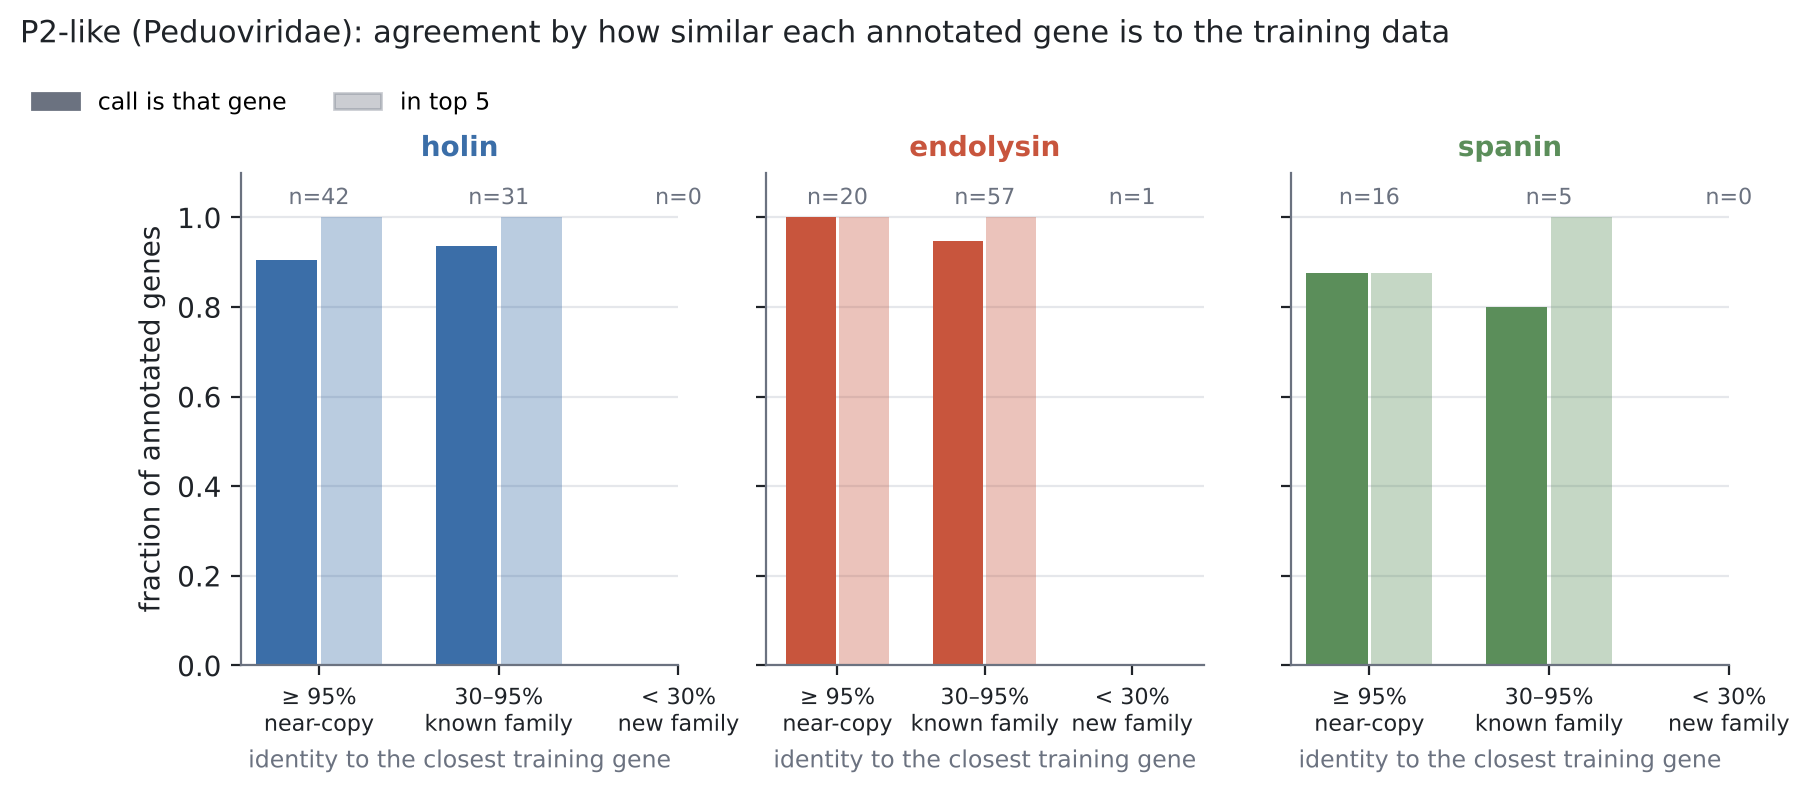 P2-like (Peduoviridae): agreement by how similar each annotated gene is to the training data
call is that gene
in top 5
holin
endolysin
spanin
n=42
n=31
n=0
n=20
n=57
n=1
n=16
n=5
n=0
fraction of annotated genes
1.0
0.8
0.6
0.4
0.2
0.0
≥ 95%
near-copy
30–95%
known family
< 30%
new family
≥ 95%
near-copy
30–95%
known family
< 30%
new family
≥ 95%
near-copy
30–95%
known family
< 30%
new family
identity to the closest training gene
identity to the closest training gene
identity to the closest training gene